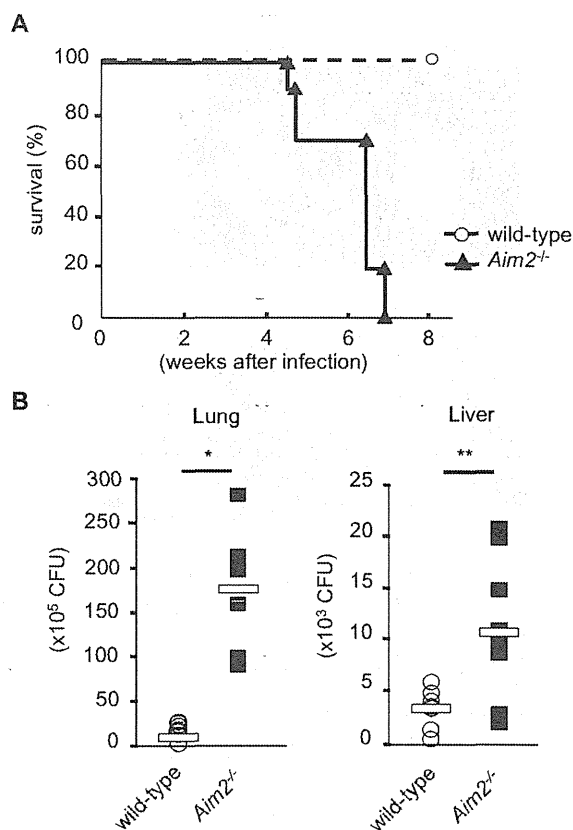 A
survival (%)
100
80
60
40
20
0
0 2 4 6 8
(weeks after infection)
wild-type
Aim2-/-
B
Lung
*
(x10⁵ CFU)
300
250
200
150
100
50
0
wild-type
Aim2-/-
Liver
**
(x10³ CFU)
25
20
15
10
5
0
wild-type
Aim2-/-